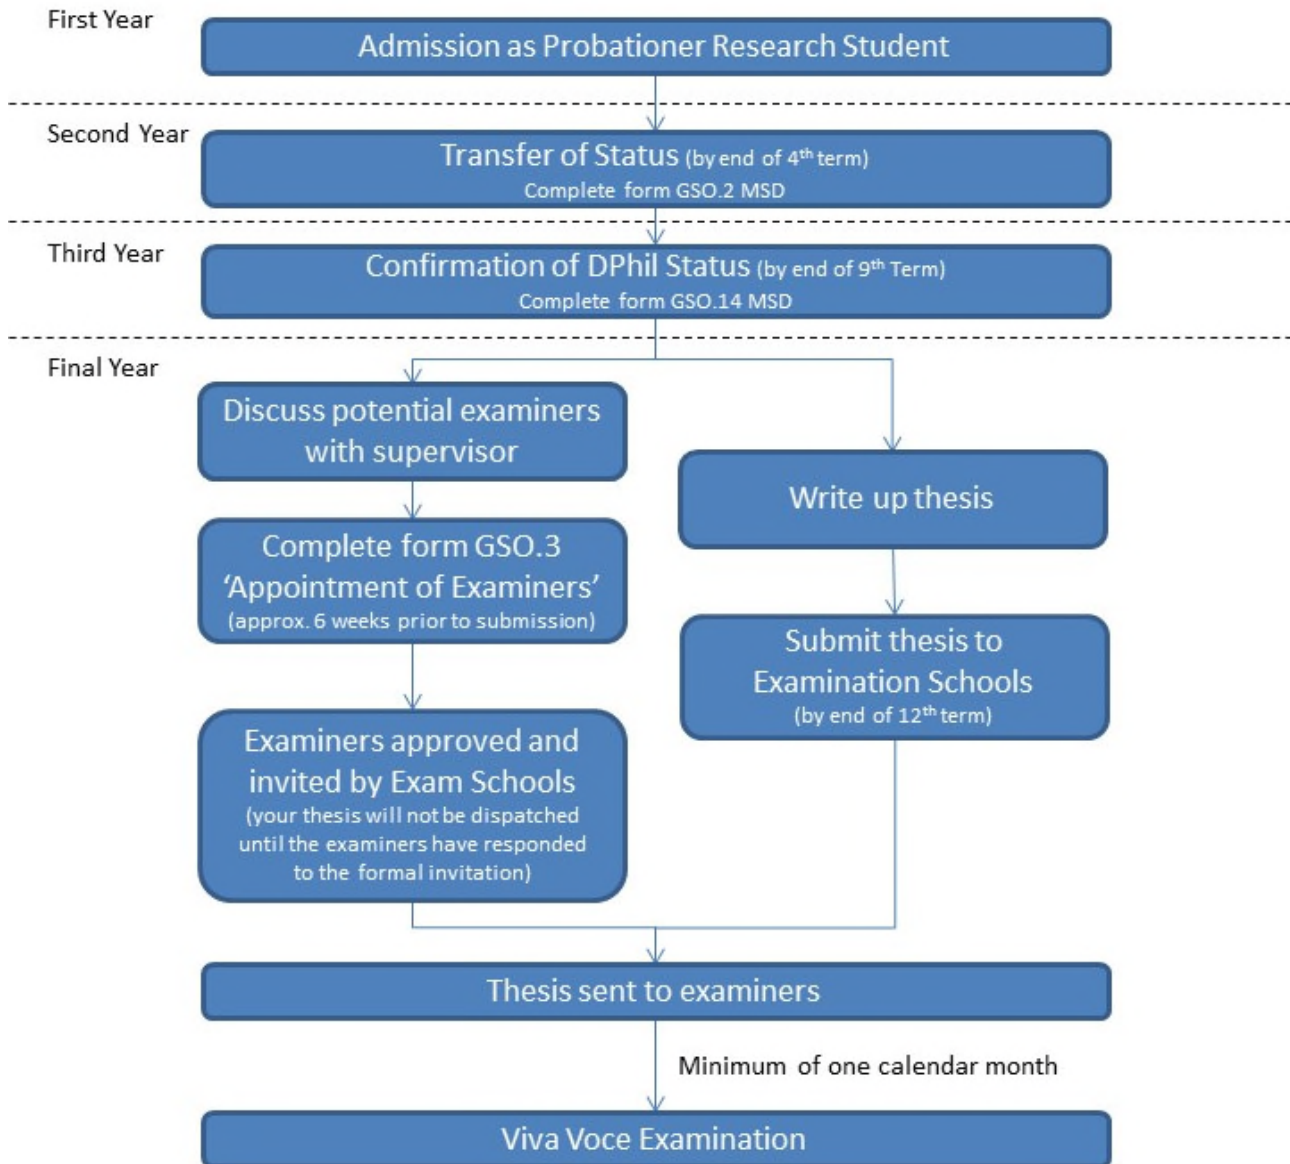 First Year
Admission as Probationer Research Student
Second Year
Transfer of Status (by end of 4th term)
Complete form GSO.2 MSD
Third Year
Confirmation of DPhil Status (by end of 9th Term)
Complete form GSO.14 MSD
Final Year
Discuss potential examiners
with supervisor
Complete form GSO.3
‘Appointment of Examiners’
(approx. 6 weeks prior to submission)
Examiners approved and
invited by Exam Schools
(your thesis will not be dispatched
until the examiners have responded
to the formal invitation)
Write up thesis
Submit thesis to
Examination Schools
(by end of 12th term)
Thesis sent to examiners
Minimum of one calendar month
Viva Voce Examination